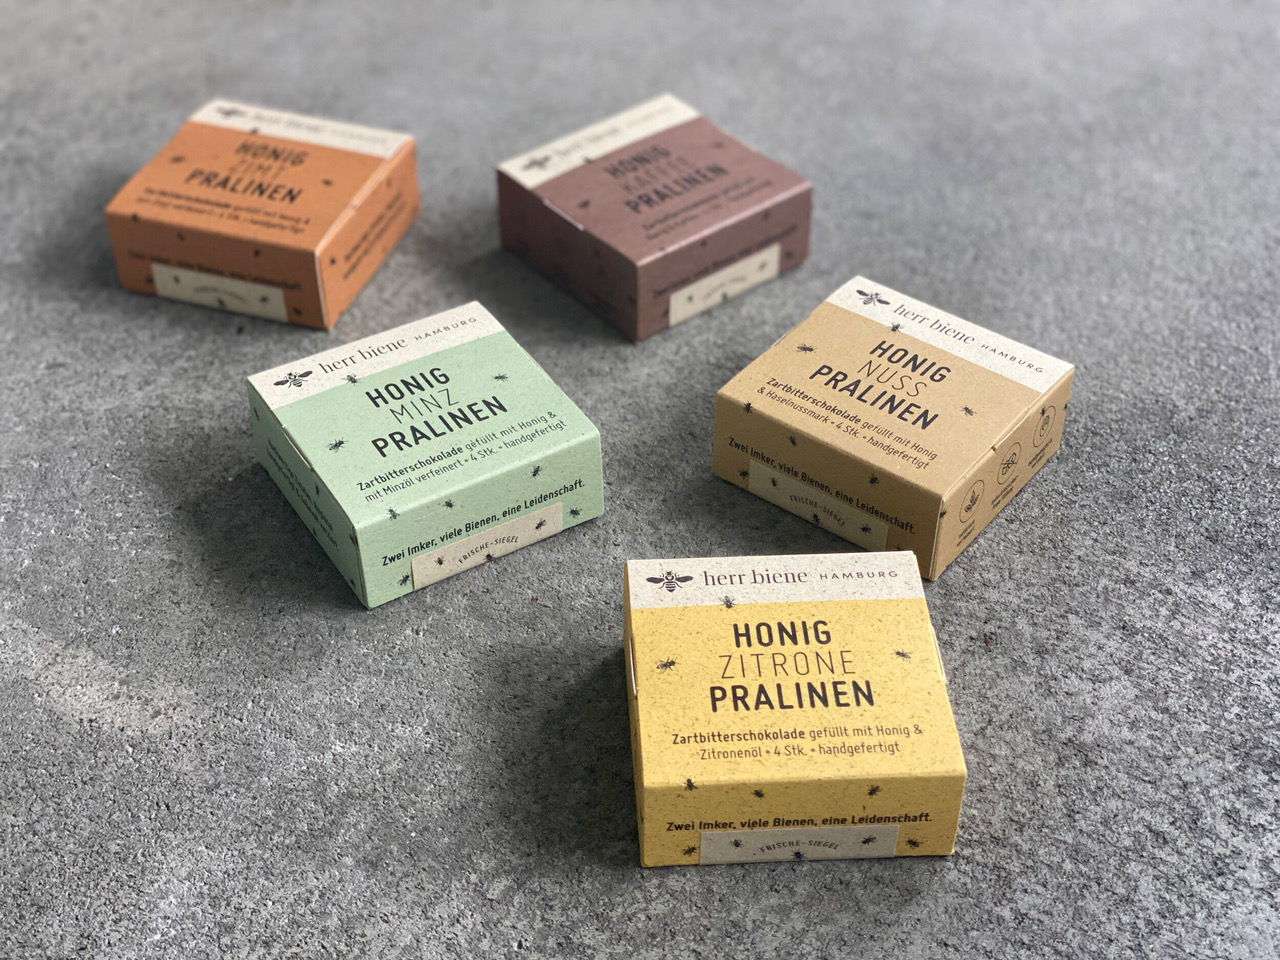 HONIG
ZIMT
PRALINEN
HONIG
KAFFEE
PRALINEN
herr biene HAMBURG
HONIG
MINZ
PRALINEN
Zartbitterschokolade gefüllt mit Honig &
mit Minzöl verfeinert • 4 Stk. • handgefertigt
Zwei Imker, viele Bienen, eine Leidenschaft.
FRISCHE-SIEGEL
herr biene HAMBURG
HONIG
NUSS
PRALINEN
Zartbitterschokolade gefüllt mit Honig
& Haselnussmark • 4 Stk. • handgefertigt
Zwei Imker, viele Bienen, eine Leidenschaft.
FRISCHE-SIEGEL
herr biene HAMBURG
HONIG
ZITRONE
PRALINEN
Zartbitterschokolade gefüllt mit Honig &
Zitronenöl • 4 Stk. • handgefertigt
Zwei Imker, viele Bienen, eine Leidenschaft.
FRISCHE-SIEGEL